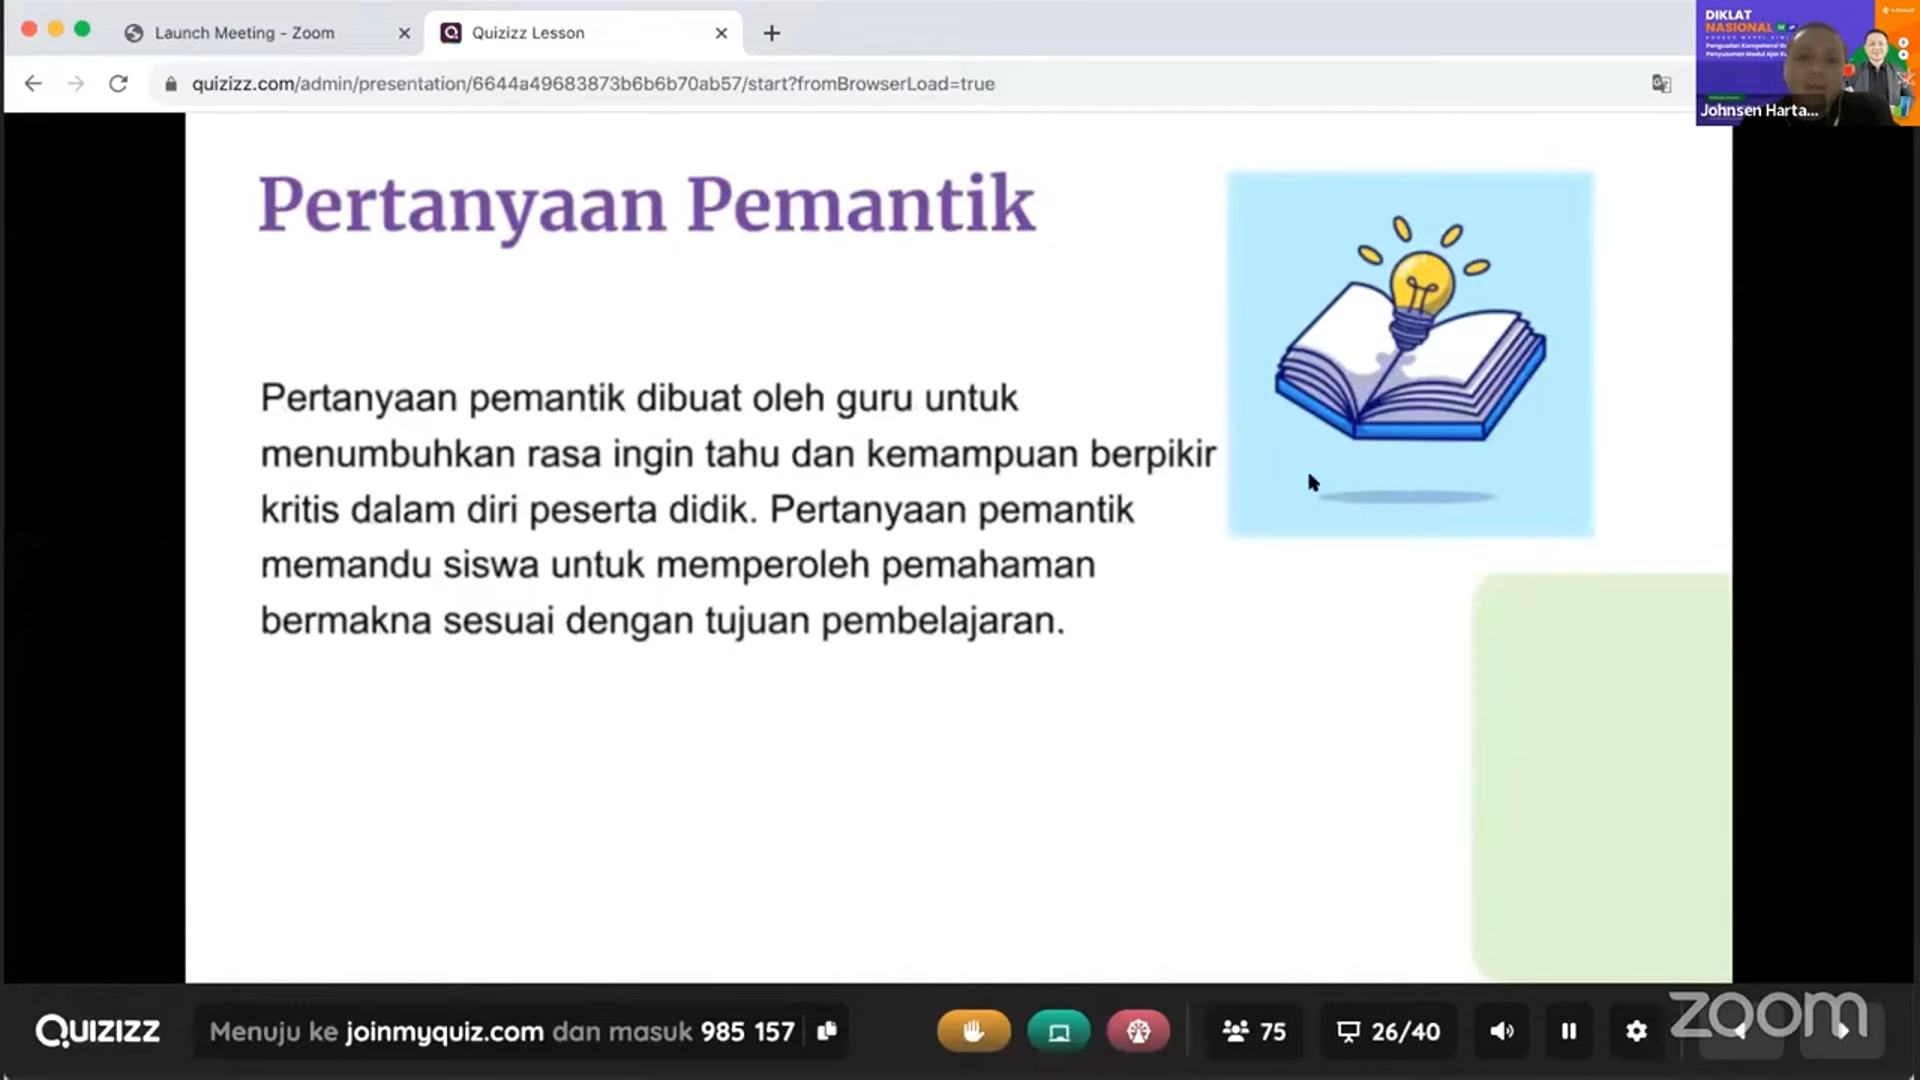 Launch Meeting - Zoom
Quizizz Lesson
quizizz.com/admin/presentation/6644a49683873b6b6b70ab57/start?fromBrowserLoad=true
DIKLAT
NASIONAL
Johnsen Harta...
Pertanyaan Pemantik
Pertanyaan pemantik dibuat oleh guru untuk
menumbuhkan rasa ingin tahu dan kemampuan berpikir
kritis dalam diri peserta didik. Pertanyaan pemantik
memandu siswa untuk memperoleh pemahaman
bermakna sesuai dengan tujuan pembelajaran.
QUIZIZZ
Menuju ke joinmyquiz.com dan masuk 985 157
75
26/40
zoom